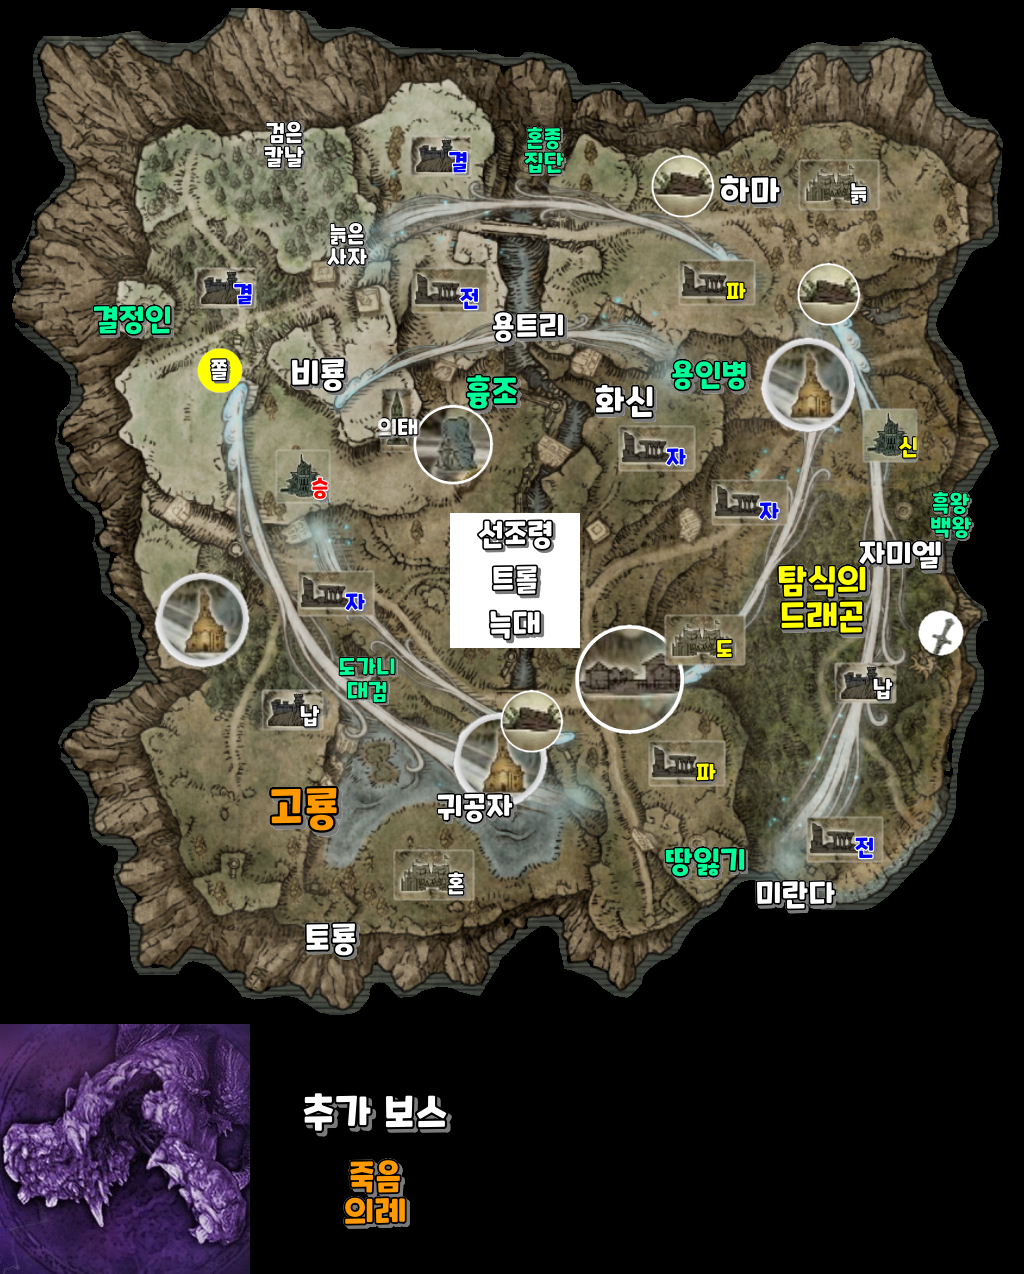 검은
칼날
결
혼종
집단
하마
늙
늙은
사자
결
전
파
결정인
용트리
쫄
비룡
흉조
화신
용인병
의태
자
신
승
자
흑왕
백왕
선조령
트롤
늑대
자미엘
탐식의
드래곤
자
도
도가니
대검
납
납
파
고룡
귀공자
전
땅잃기
혼
미란다
토룡
추가 보스
죽음
의례